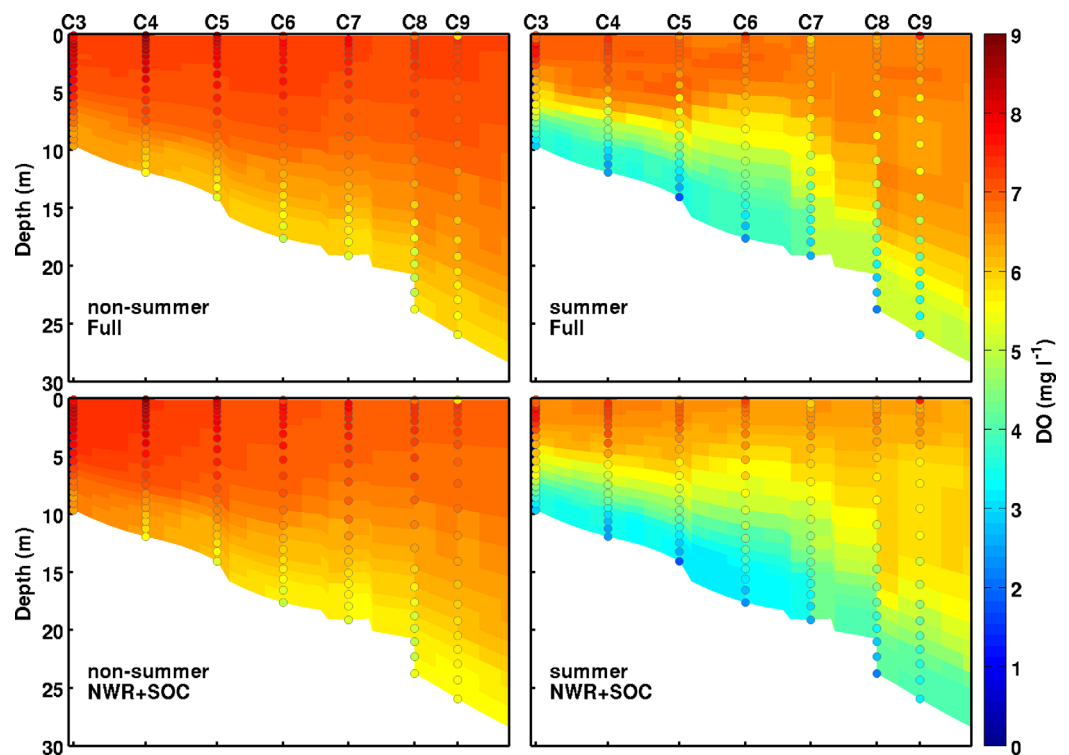 C3 C4 C5 C6 C7 C8 C9
C3 C4 C5 C6 C7 C8 C9
0
5
10
15
20
25
30
Depth (m)
non-summer
Full
summer
Full
0
5
10
15
20
25
30
Depth (m)
non-summer
NWR+SOC
summer
NWR+SOC
9
8
7
6
5
4
3
2
1
0
DO (mg l⁻¹)